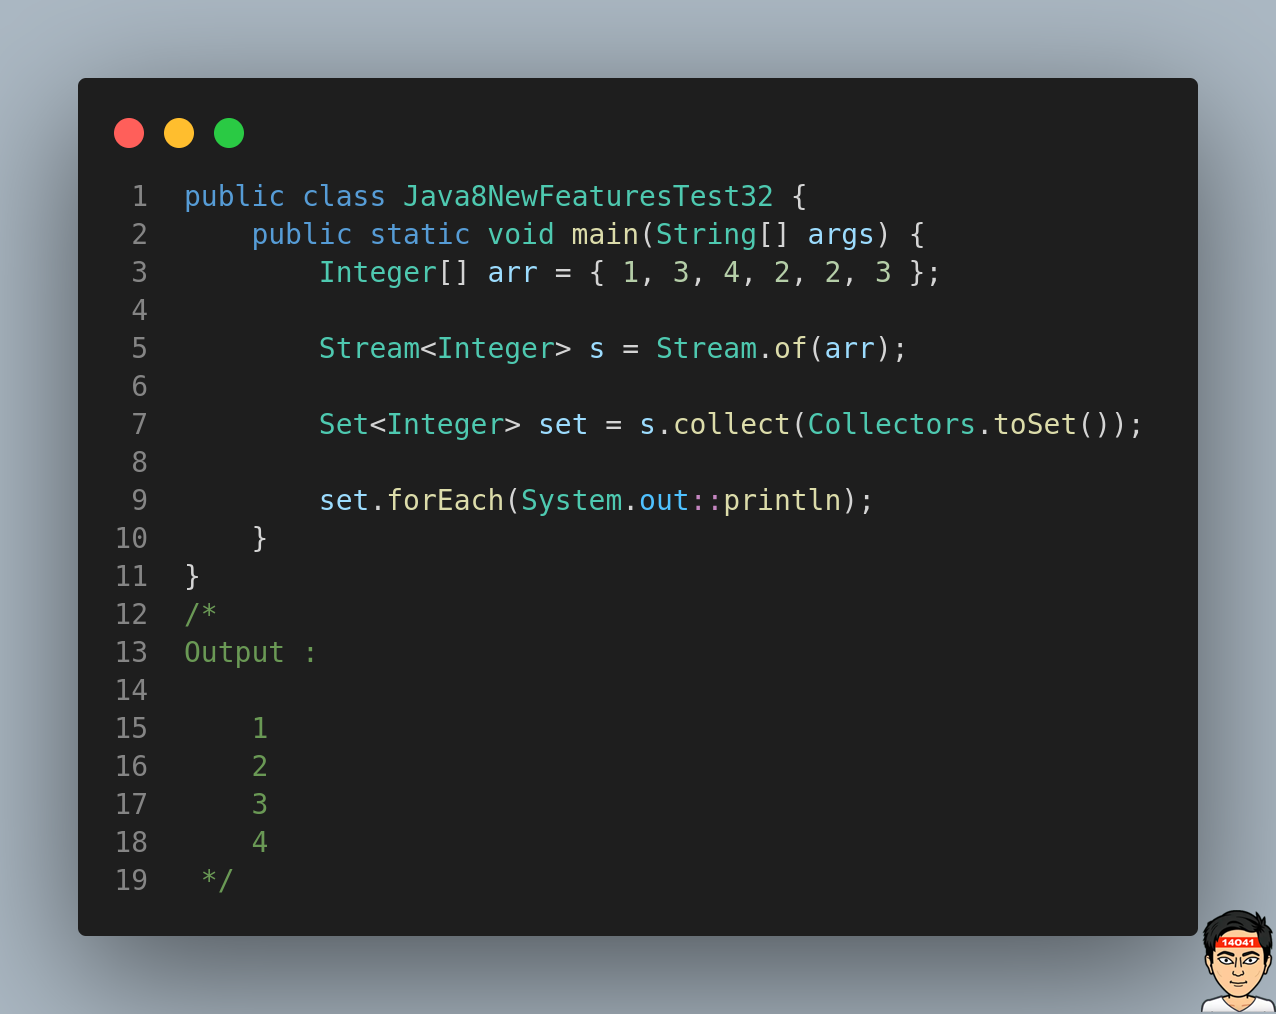 1 public class Java8NewFeaturesTest32 {
2     public static void main(String[] args) {
3         Integer[] arr = { 1, 3, 4, 2, 2, 3 };
4
5         Stream<Integer> s = Stream.of(arr);
6
7         Set<Integer> set = s.collect(Collectors.toSet());
8
9         set.forEach(System.out::println);
10     }
11 }
12 /*
13 Output :
14
15     1
16     2
17     3
18     4
19  */
14041